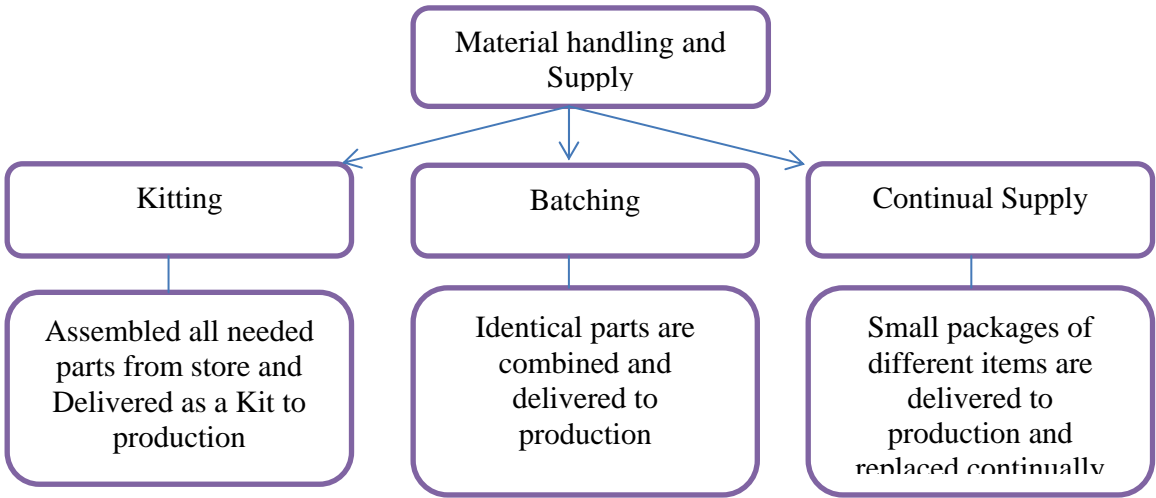 Material handling and
Supply
Kitting
Batching
Continual Supply
Assembled all needed
parts from store and
Delivered as a Kit to
production
Identical parts are
combined and
delivered to
production
Small packages of
different items are
delivered to
production and
replaced continually